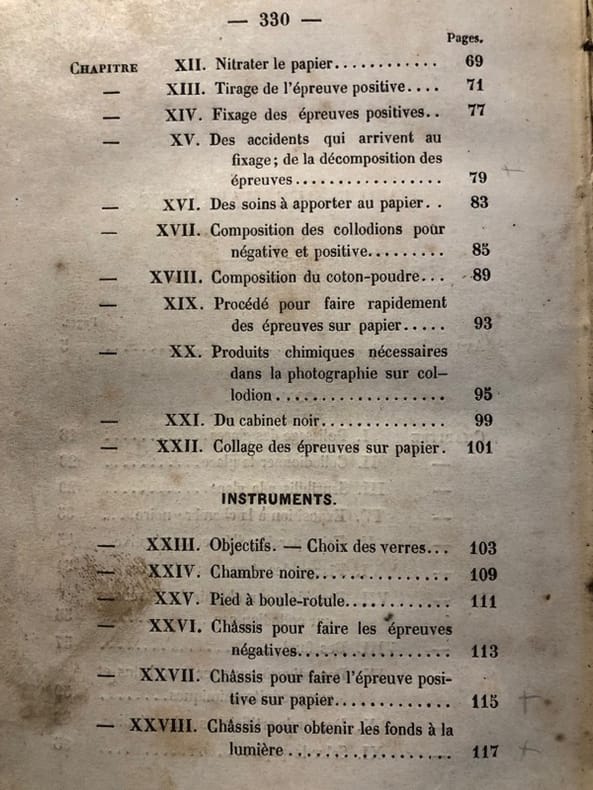 — 330 —
Pages.
CHAPITRE XII. Nitrater le papier............ 69
— XIII. Tirage de l'épreuve positive.... 71
— XIV. Fixage des épreuves positives.. 77
— XV. Des accidents qui arrivent au
fixage; de la décomposition des
épreuves................. 79
— XVI. Des soins à apporter au papier.. 83
— XVII. Composition des collodions pour
négative et positive......... 85
— XVIII. Composition du coton-poudre... 89
— XIX. Procédé pour faire rapidement
des épreuves sur papier..... 93
— XX. Produits chimiques nécessaires
dans la photographie sur col–
lodion................... 95
— XXI. Du cabinet noir.............. 99
— XXII. Collage des épreuves sur papier. 101
INSTRUMENTS.
— XXIII. Objectifs. — Choix des verres... 103
— XXIV. Chambre noire............... 109
— XXV. Pied à boule-rotule............ 111
— XXVI. Châssis pour faire les épreuves
négatives................. 113
— XXVII. Châssis pour faire l'épreuve posi-
tive sur papier............. 115
— XXVIII. Châssis pour obtenir les fonds à la
lumière.................. 117